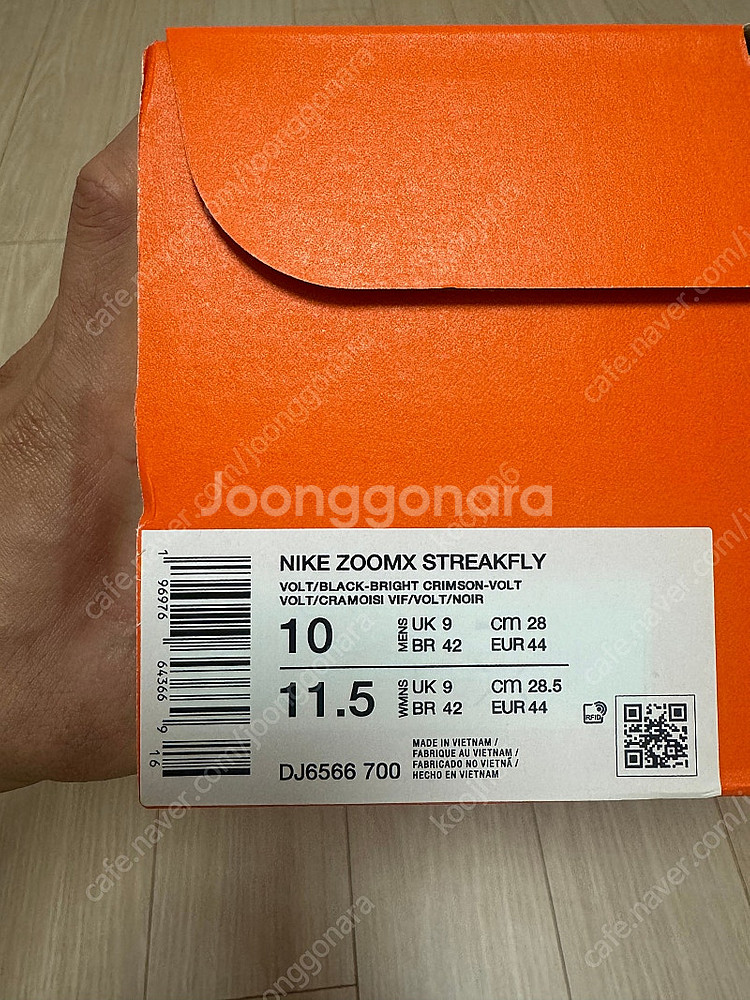 Joonggonara
NIKE ZOOMX STREAKFLY
VOLT/BLACK-BRIGHT CRIMSON-VOLT
VOLT/CRAMOISI VIF/VOLT/NOIR
10 MENS UK 9 cm 28
BR 42 EUR 44
11.5 WMNS UK 9 cm 28.5
BR 42 EUR 44
RFID
DJ6566 700
MADE IN VIETNAM /
FABRIQUE AU VIETNAM /
FABRICADO NO VIETNÃ /
HECHO EN VIETNAM
1 96976 64366 9 16
cafe.naver.com/joonggonara